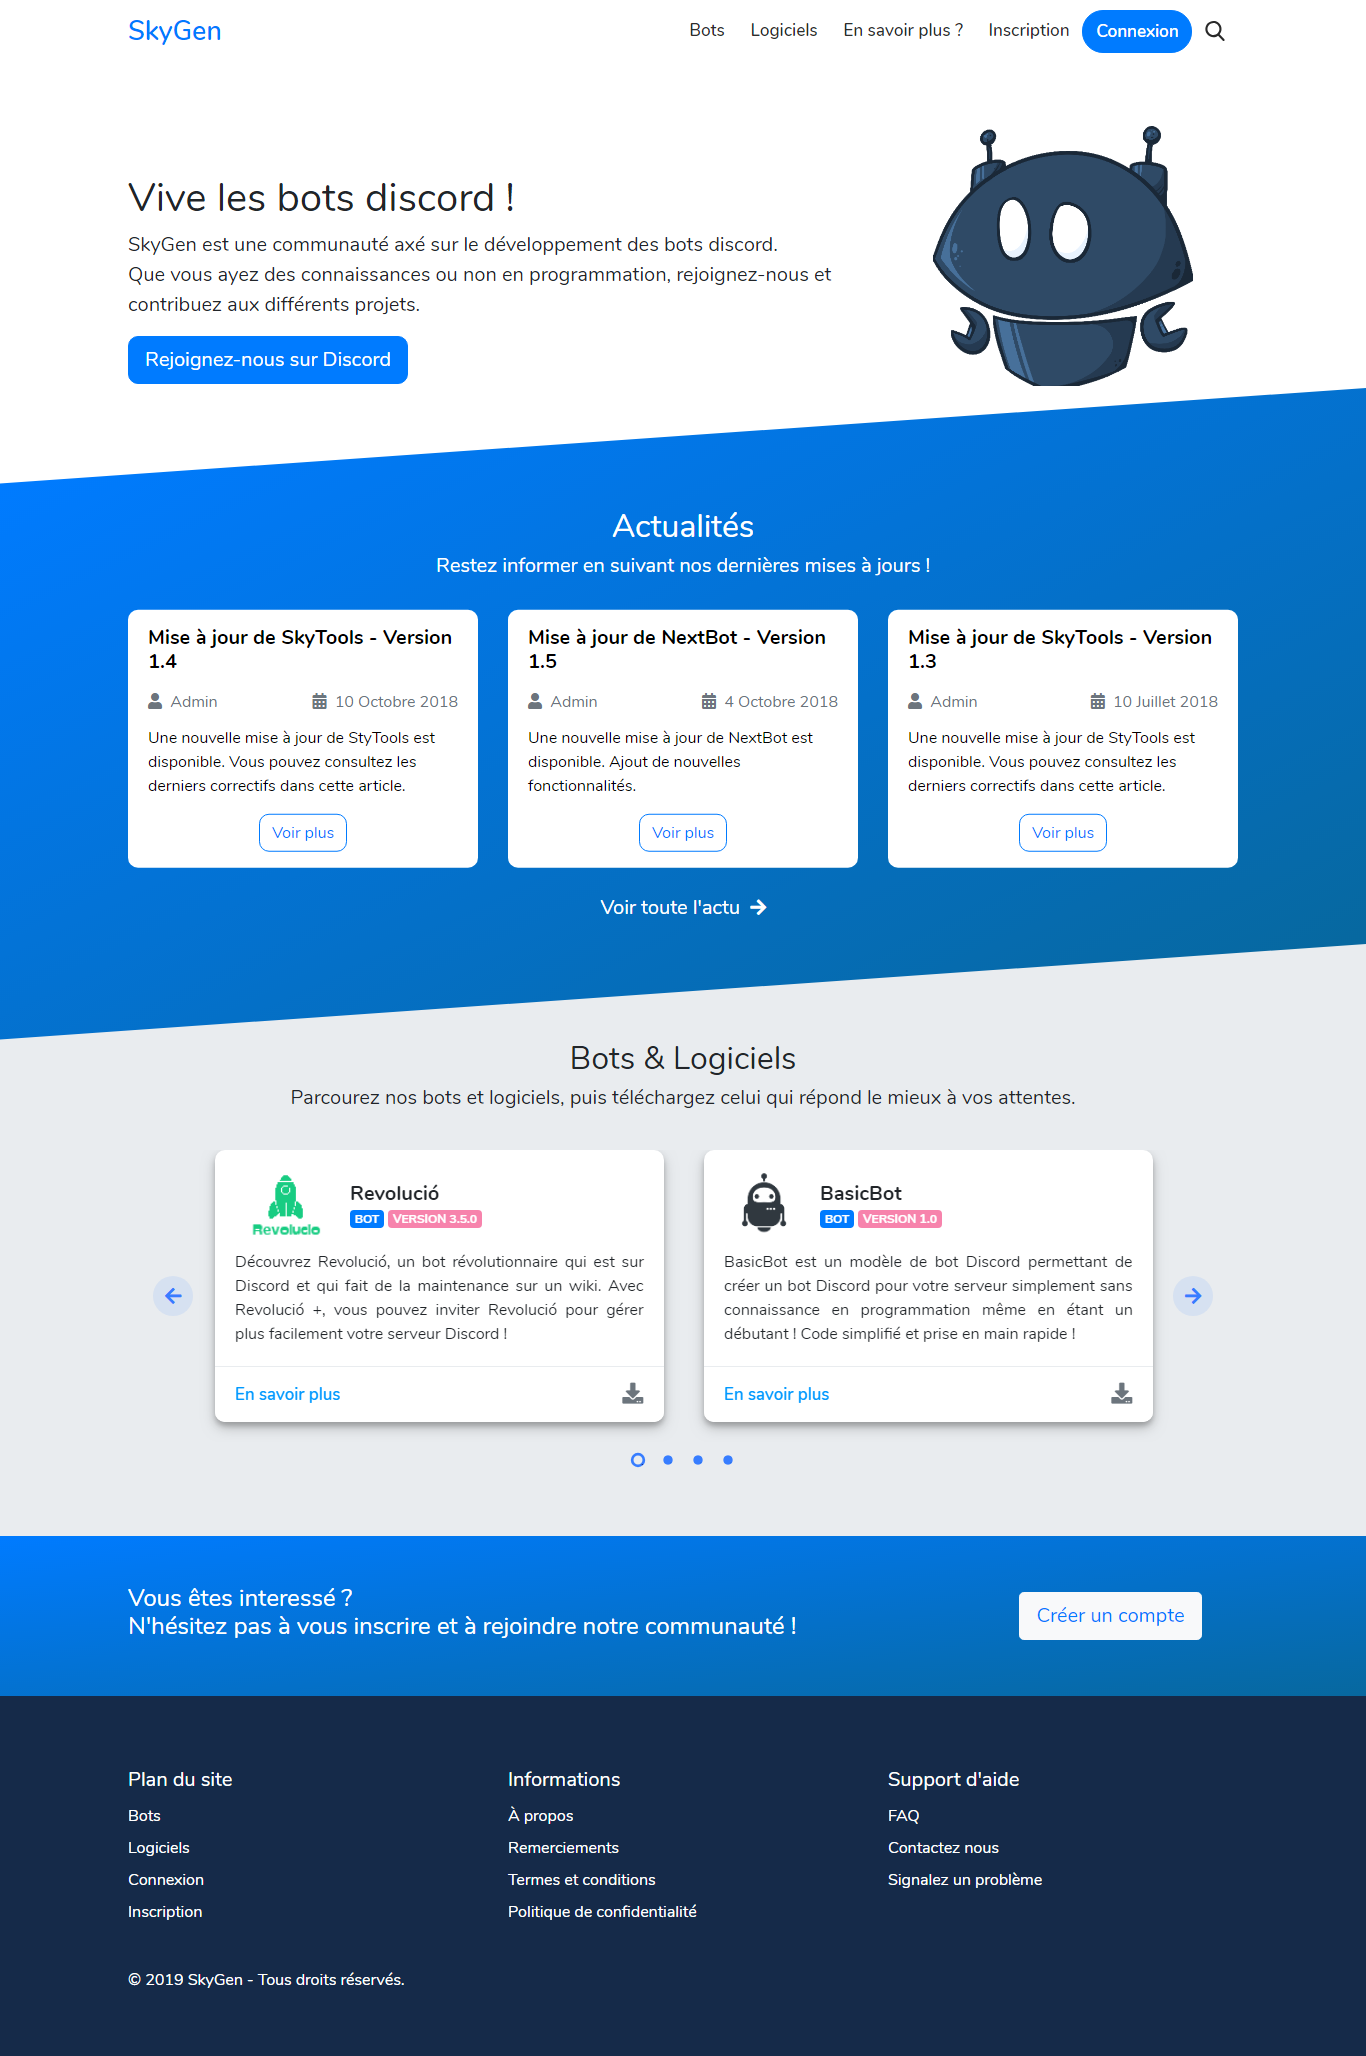 SkyGen
Bots
Logiciels
En savoir plus ?
Inscription
Connexion
Vive les bots discord !
SkyGen est une communauté axé sur le développement des bots discord.
Que vous ayez des connaissances ou non en programmation, rejoignez-nous et
contribuez aux différents projets.
Rejoignez-nous sur Discord
Actualités
Restez informer en suivant nos dernières mises à jours !
Mise à jour de SkyTools - Version
1.4
Admin
10 Octobre 2018
Une nouvelle mise à jour de StyTools est
disponible. Vous pouvez consultez les
derniers correctifs dans cette article.
Voir plus
Mise à jour de NextBot - Version
1.5
Admin
4 Octobre 2018
Une nouvelle mise à jour de NextBot est
disponible. Ajout de nouvelles
fonctionnalités.
Voir plus
Mise à jour de SkyTools - Version
1.3
Admin
10 Juillet 2018
Une nouvelle mise à jour de StyTools est
disponible. Vous pouvez consultez les
derniers correctifs dans cette article.
Voir plus
Voir toute l'actu
Bots & Logiciels
Parcourez nos bots et logiciels, puis téléchargez celui qui répond le mieux à vos attentes.
Revolucio
Revolució
BOT VERSION 3.5.0
Découvrez Revolució, un bot révolutionnaire qui est sur
Discord et qui fait de la maintenance sur un wiki. Avec
Revolució +, vous pouvez inviter Revolució pour gérer
plus facilement votre serveur Discord !
En savoir plus
BasicBot
BOT VERSION 1.0
BasicBot est un modèle de bot Discord permettant de
créer un bot Discord pour votre serveur simplement sans
connaissance en programmation même en étant un
débutant ! Code simplifié et prise en main rapide !
En savoir plus
Vous êtes interessé ?
N'hésitez pas à vous inscrire et à rejoindre notre communauté !
Créer un compte
Plan du site
Bots
Logiciels
Connexion
Inscription
Informations
À propos
Remerciements
Termes et conditions
Politique de confidentialité
Support d'aide
FAQ
Contactez nous
Signalez un problème
© 2019 SkyGen - Tous droits réservés.